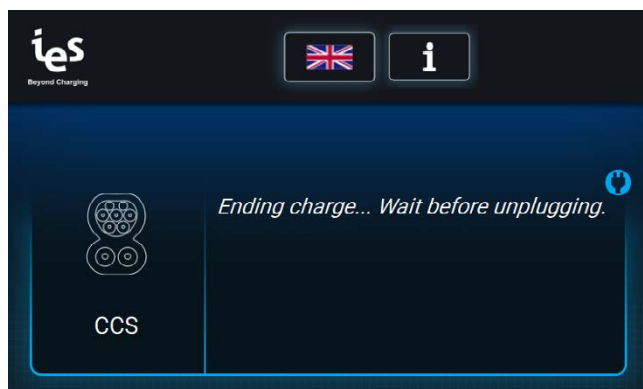 ies
Beyond Charging
i
Ending charge... Wait before unplugging.
CCS